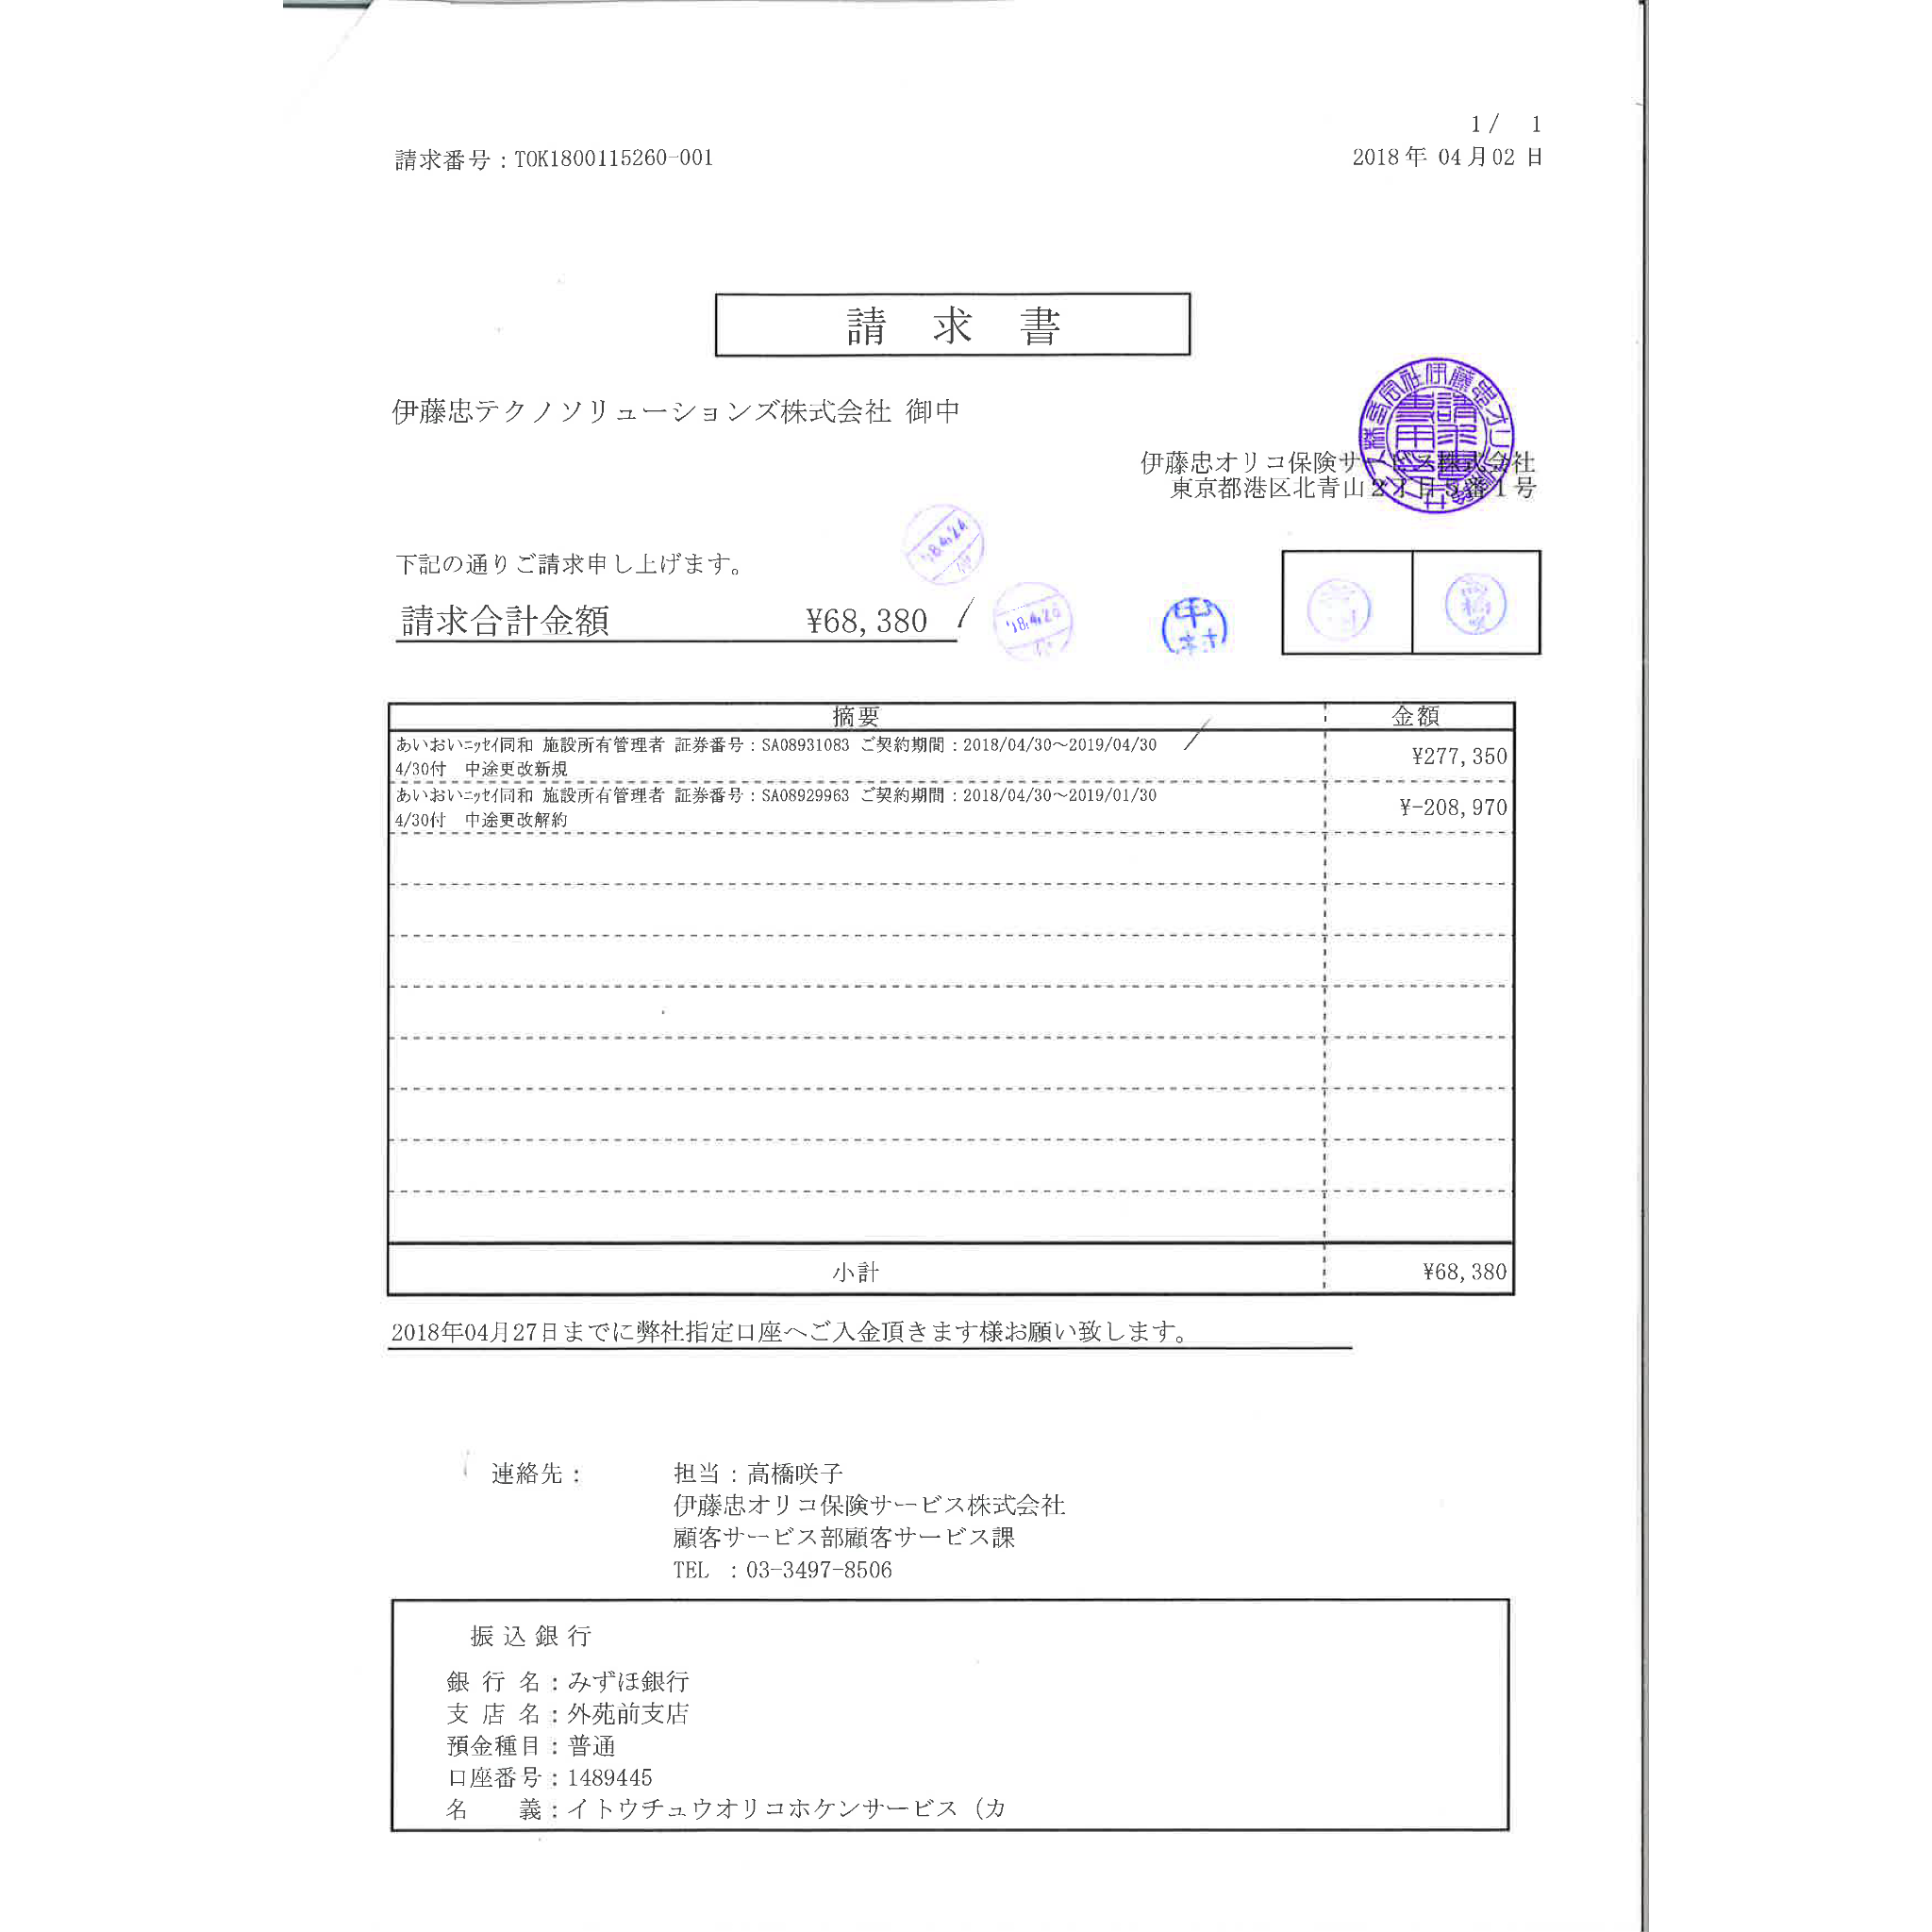 1/ 1
請求番号：TOK1800115260-001
2018年 04月02 日
請 求 書
伊藤忠テクノソリューションズ株式会社 御中
伊藤忠オリコ保険サービス株式会社
東京都港区北青山2丁目5番1号
下記の通りご請求申し上げます。
請求合計金額 ¥68,380
'18.4.20
摘要 金額
あいおいﾆｯｾｲ同和 施設所有管理者 証券番号：SA08931083 ご契約期間：2018/04/30～2019/04/30
4/30付 中途更改新規
¥277,350
あいおいﾆｯｾｲ同和 施設所有管理者 証券番号：SA08929963 ご契約期間：2018/04/30～2019/01/30
4/30付 中途更改解約
¥-208,970
小計 ¥68,380
2018年04月27日までに弊社指定口座へご入金頂きます様お願い致します。
連絡先： 担当：高橋咲子
伊藤忠オリコ保険サービス株式会社
顧客サービス部顧客サービス課
TEL ：03-3497-8506
振込銀行
銀 行 名：みずほ銀行
支 店 名：外苑前支店
預金種目：普通
口座番号：1489445
名 義：イトウチュウオリコホケンサービス（カ